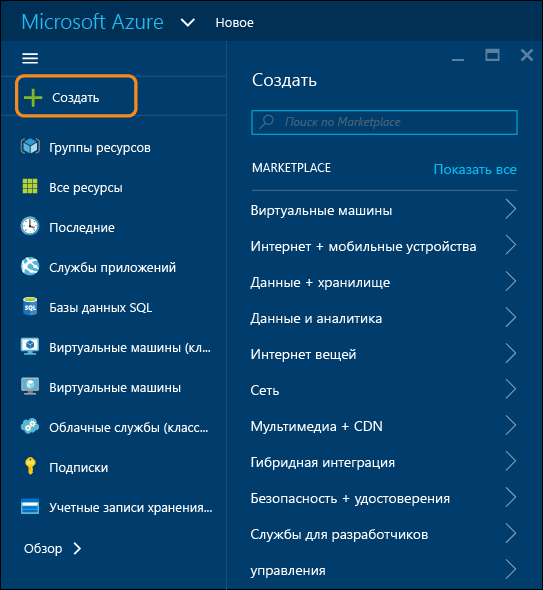 Microsoft Azure Новое
Создать
Группы ресурсов
Все ресурсы
Последние
Службы приложений
Базы данных SQL
Виртуальные машины (кл...
Виртуальные машины
Облачные службы (класс...
Подписки
Учетные записи хранения...
Обзор
Создать
Поиск по Marketplace
MARKETPLACE Показать все
Виртуальные машины
Интернет + мобильные устройства
Данные + хранилище
Данные и аналитика
Интернет вещей
Сеть
Мультимедиа + CDN
Гибридная интеграция
Безопасность + удостоверения
Службы для разработчиков
управления